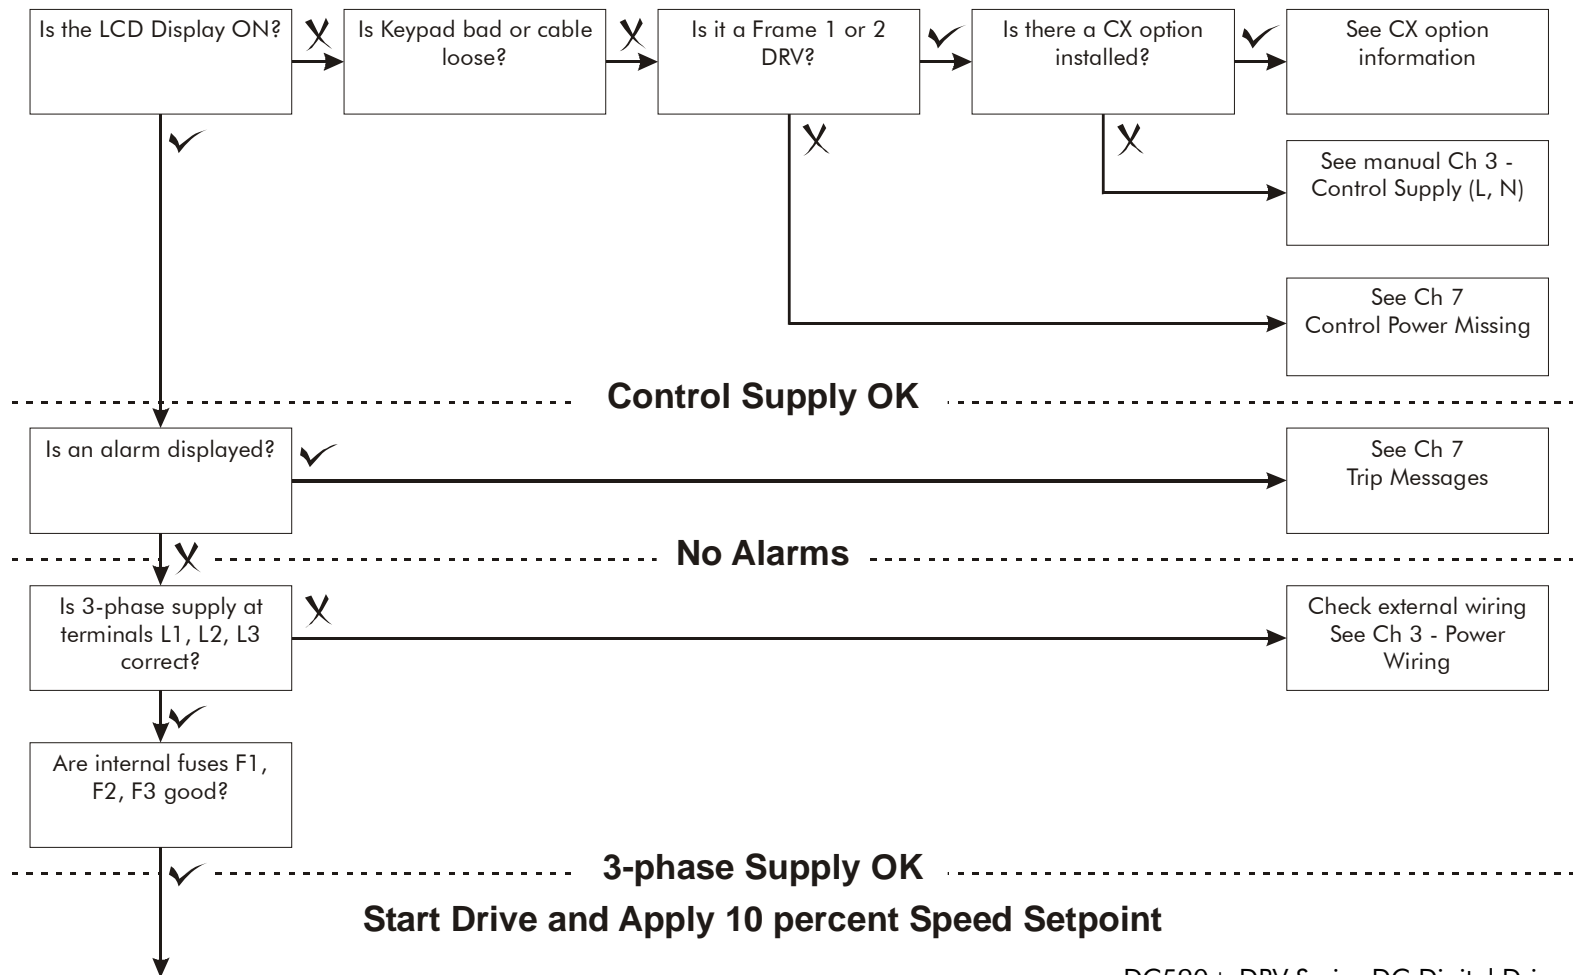 Is the LCD Display ON?
Is Keypad bad or cable
loose?
Is it a Frame 1 or 2
DRV?
Is there a CX option
installed?
See CX option
information
See manual Ch 3 -
Control Supply (L, N)
See Ch 7
Control Power Missing
Control Supply OK
Is an alarm displayed?
See Ch 7
Trip Messages
No Alarms
Is 3-phase supply at
terminals L1, L2, L3
correct?
Check external wiring
See Ch 3 - Power
Wiring
Are internal fuses F1,
F2, F3 good?
3-phase Supply OK
Start Drive and Apply 10 percent Speed Setpoint